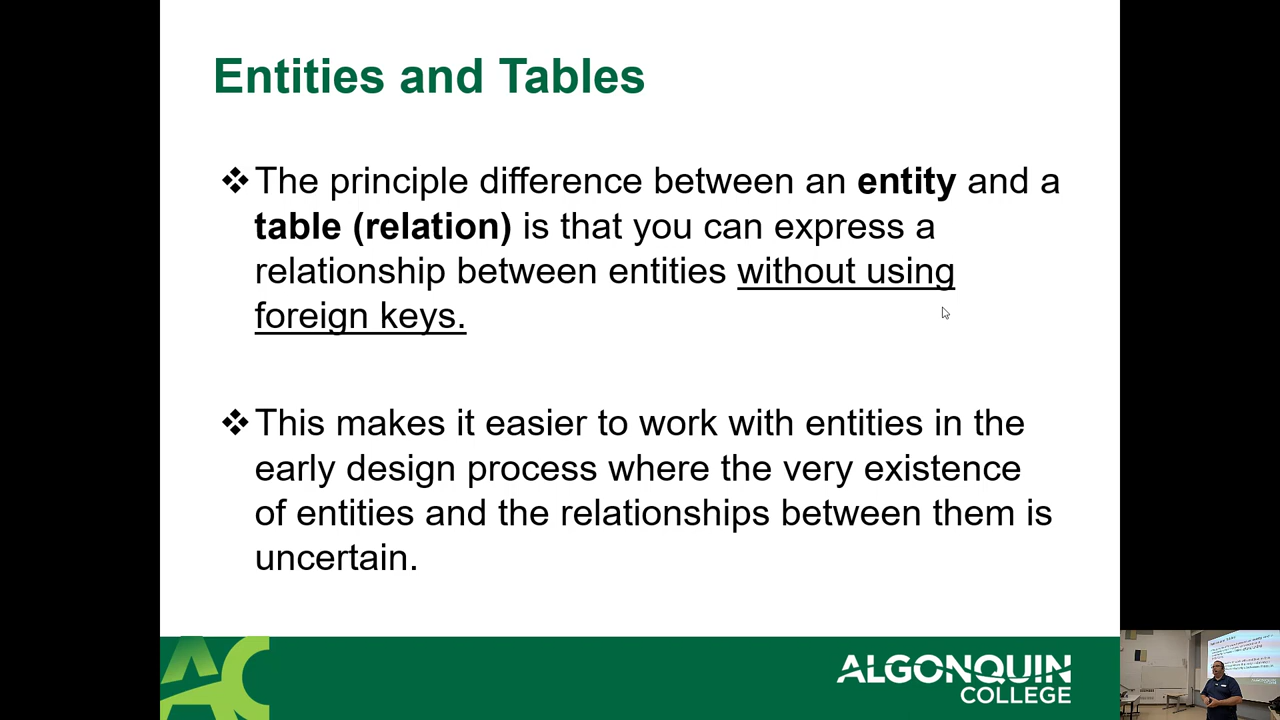 Entities and Tables
❖ The principle difference between an entity and a
table (relation) is that you can express a
relationship between entities without using
foreign keys.
❖ This makes it easier to work with entities in the
early design process where the very existence
of entities and the relationships between them is
uncertain.
AC
ALGONQUIN
COLLEGE